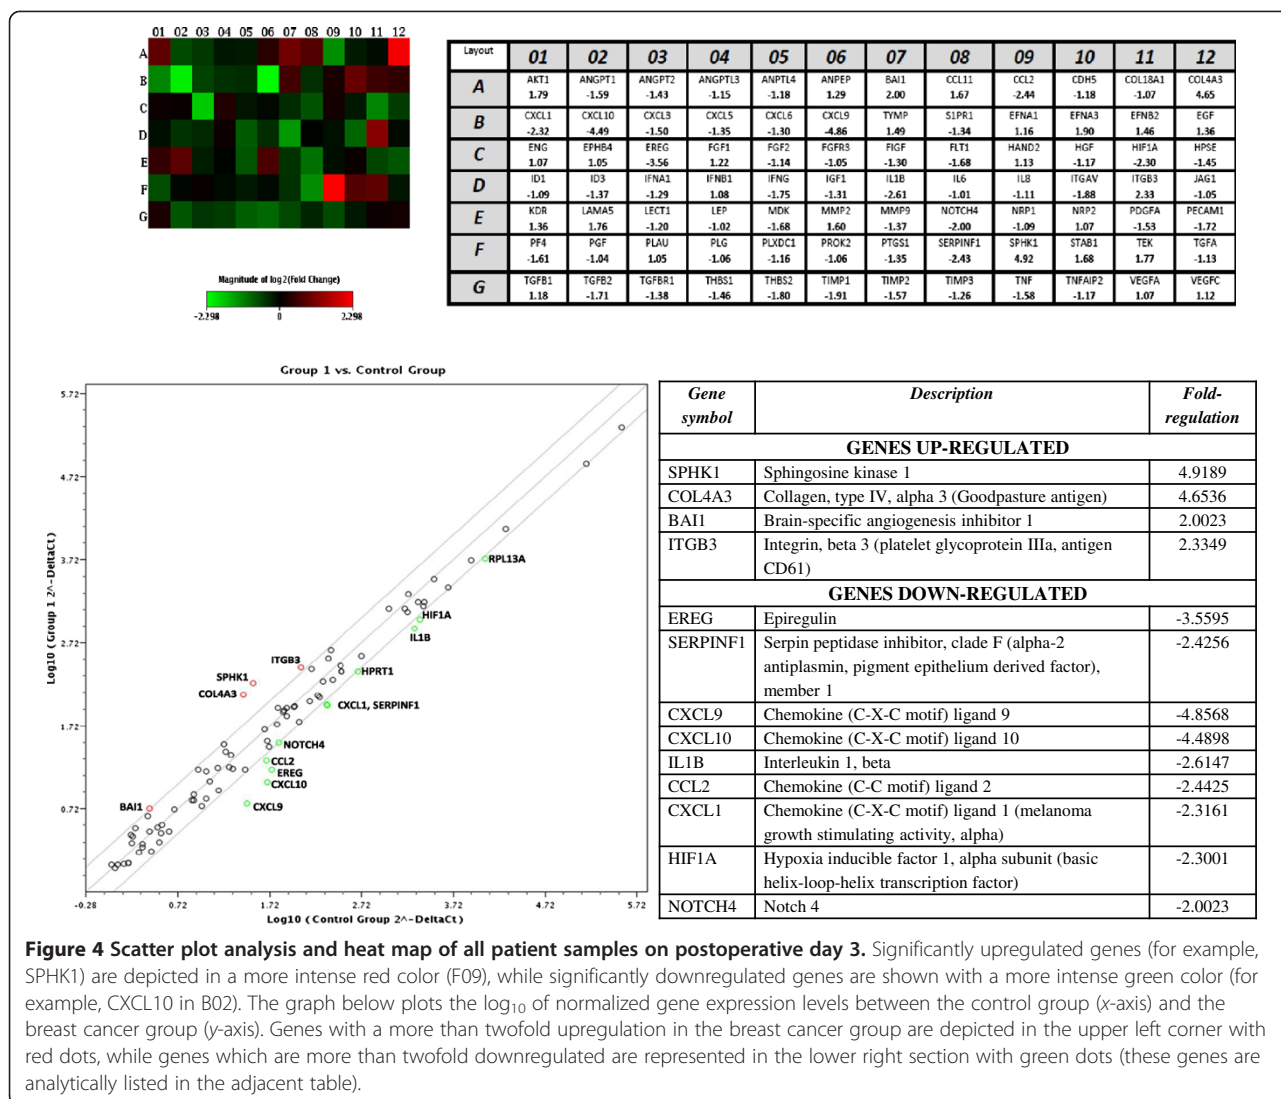 01 02 03 04 05 06 07 08 09 10 11 12
A
B
C
D
E
F
G
Magnitude of log2(Fold Change)
-2.298 0 2.298
Layout 01 02 03 04 05 06 07 08 09 10 11 12
A AKT1 ANGPT1 ANGPT2 ANGPTL3 ANPTL4 ANPEP BAI1 CCL11 CCL2 CDH5 COL18A1 COL4A3
1.79 -1.59 -1.43 -1.15 -1.18 1.29 2.00 1.67 -2.44 -1.18 -1.07 4.65
B CXCL1 CXCL10 CXCL3 CXCL5 CXCL6 CXCL9 TYMP S1PR1 EFNA1 EFNA3 EFNB2 EGF
-2.32 -4.49 -1.50 -1.35 -1.30 -4.86 1.49 -1.34 1.16 1.90 1.46 1.36
C ENG EPHB4 EREG FGF1 FGF2 FGFR3 FIGF FLT1 HAND2 HGF HIF1A HPSE
1.07 1.05 -3.56 1.22 -1.14 -1.05 -1.30 -1.68 1.13 -1.17 -2.30 -1.45
D ID1 ID3 IFNA1 IFNB1 IFNG IGF1 IL1B IL6 IL8 ITGAV ITGB3 JAG1
-1.09 -1.37 -1.29 1.08 -1.75 -1.31 -2.61 -1.01 -1.11 -1.88 2.33 -1.05
E KDR LAMA5 LECT1 LEP MDK MMP2 MMP9 NOTCH4 NRP1 NRP2 PDGFA PECAM1
1.36 1.76 -1.20 -1.02 -1.68 1.60 -1.37 -2.00 -1.09 1.07 -1.53 -1.72
F PF4 PGF PLAU PLG PLXDC1 PROK2 PTGS1 SERPINF1 SPHK1 STAB1 TEK TGFA
-1.61 -1.04 1.05 -1.06 -1.16 -1.06 -1.35 -2.43 4.92 1.68 1.77 -1.13
G TGFB1 TGFB2 TGFBR1 THBS1 THBS2 TIMP1 TIMP2 TIMP3 TNF TNFAIP2 VEGFA VEGFC
1.18 -1.71 -1.38 -1.46 -1.80 -1.91 -1.57 -1.26 -1.58 -1.17 1.07 1.12
Group 1 vs. Control Group
Log10 (Group 1 2^-DeltaCt)
5.72
4.72
3.72
2.72
1.72
0.72
RPL13A
HIF1A
IL1B
ITGB3
HPRT1
SPHK1
COL4A3
CXCL1, SERPINF1
NOTCH4
CCL2
EREG
CXCL10
BAI1
CXCL9
-0.28 0.72 1.72 2.72 3.72 4.72 5.72
Log10 (Control Group 2^-DeltaCt)
Gene Description Fold-
symbol regulation
GENES UP-REGULATED
SPHK1 Sphingosine kinase 1 4.9189
COL4A3 Collagen, type IV, alpha 3 (Goodpasture antigen) 4.6536
BAI1 Brain-specific angiogenesis inhibitor 1 2.0023
ITGB3 Integrin, beta 3 (platelet glycoprotein IIIa, antigen 2.3349
CD61)
GENES DOWN-REGULATED
EREG Epiregulin -3.5595
SERPINF1 Serpin peptidase inhibitor, clade F (alpha-2 -2.4256
antiplasmin, pigment epithelium derived factor),
member 1
CXCL9 Chemokine (C-X-C motif) ligand 9 -4.8568
CXCL10 Chemokine (C-X-C motif) ligand 10 -4.4898
IL1B Interleukin 1, beta -2.6147
CCL2 Chemokine (C-C motif) ligand 2 -2.4425
CXCL1 Chemokine (C-X-C motif) ligand 1 (melanoma -2.3161
growth stimulating activity, alpha)
HIF1A Hypoxia inducible factor 1, alpha subunit (basic -2.3001
helix-loop-helix transcription factor)
NOTCH4 Notch 4 -2.0023
Figure 4 Scatter plot analysis and heat map of all patient samples on postoperative day 3. Significantly upregulated genes (for example,
SPHK1) are depicted in a more intense red color (F09), while significantly downregulated genes are shown with a more intense green color (for
example, CXCL10 in B02). The graph below plots the log10 of normalized gene expression levels between the control group (x-axis) and the
breast cancer group (y-axis). Genes with a more than twofold upregulation in the breast cancer group are depicted in the upper left corner with
red dots, while genes which are more than twofold downregulated are represented in the lower right section with green dots (these genes are
analytically listed in the adjacent table).